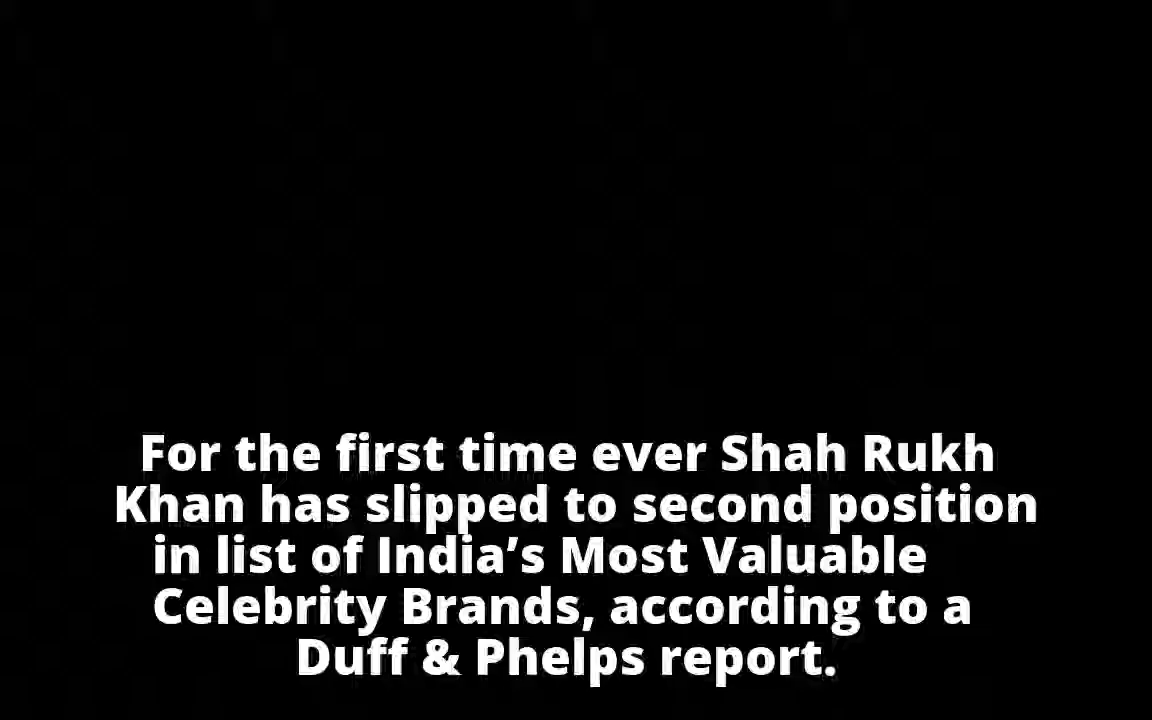 For the first time ever Shah Rukh
Khan has slipped to second position
in list of India’s Most Valuable
Celebrity Brands, according to a
Duff & Phelps report.